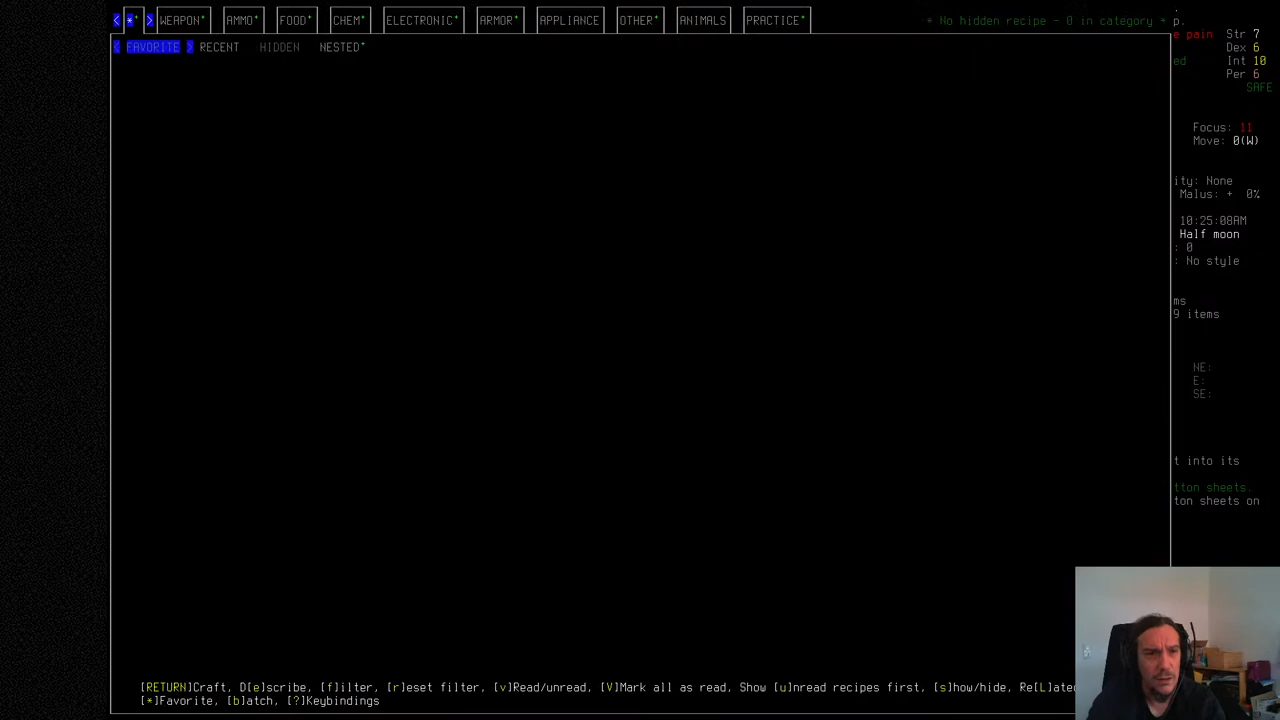 < ** > WEAPON* AMMO* FOOD* CHEM* ELECTRONIC* ARMOR* APPLIANCE OTHER* ANIMALS PRACTICE* * No hidden recipe - 0 in category * p.
e pain Str 7
< FAVORITE > RECENT HIDDEN NESTED* Dex 6
ed Int 10
Per 6
SAFE
Focus: 11
Move: 0(W)
ity: None
Malus: + 0%
10:25:08AM
Half moon
: 0
: No style
ms
9 items
NE:
E:
SE:
t into its
tton sheets.
ton sheets on
[RETURN]Craft, D[e]scribe, [f]ilter, [r]eset filter, [v]Read/unread, [V]Mark all as read, Show [u]nread recipes first, [s]how/hide, Re[L]ated
[*]Favorite, [b]atch, [?]Keybindings